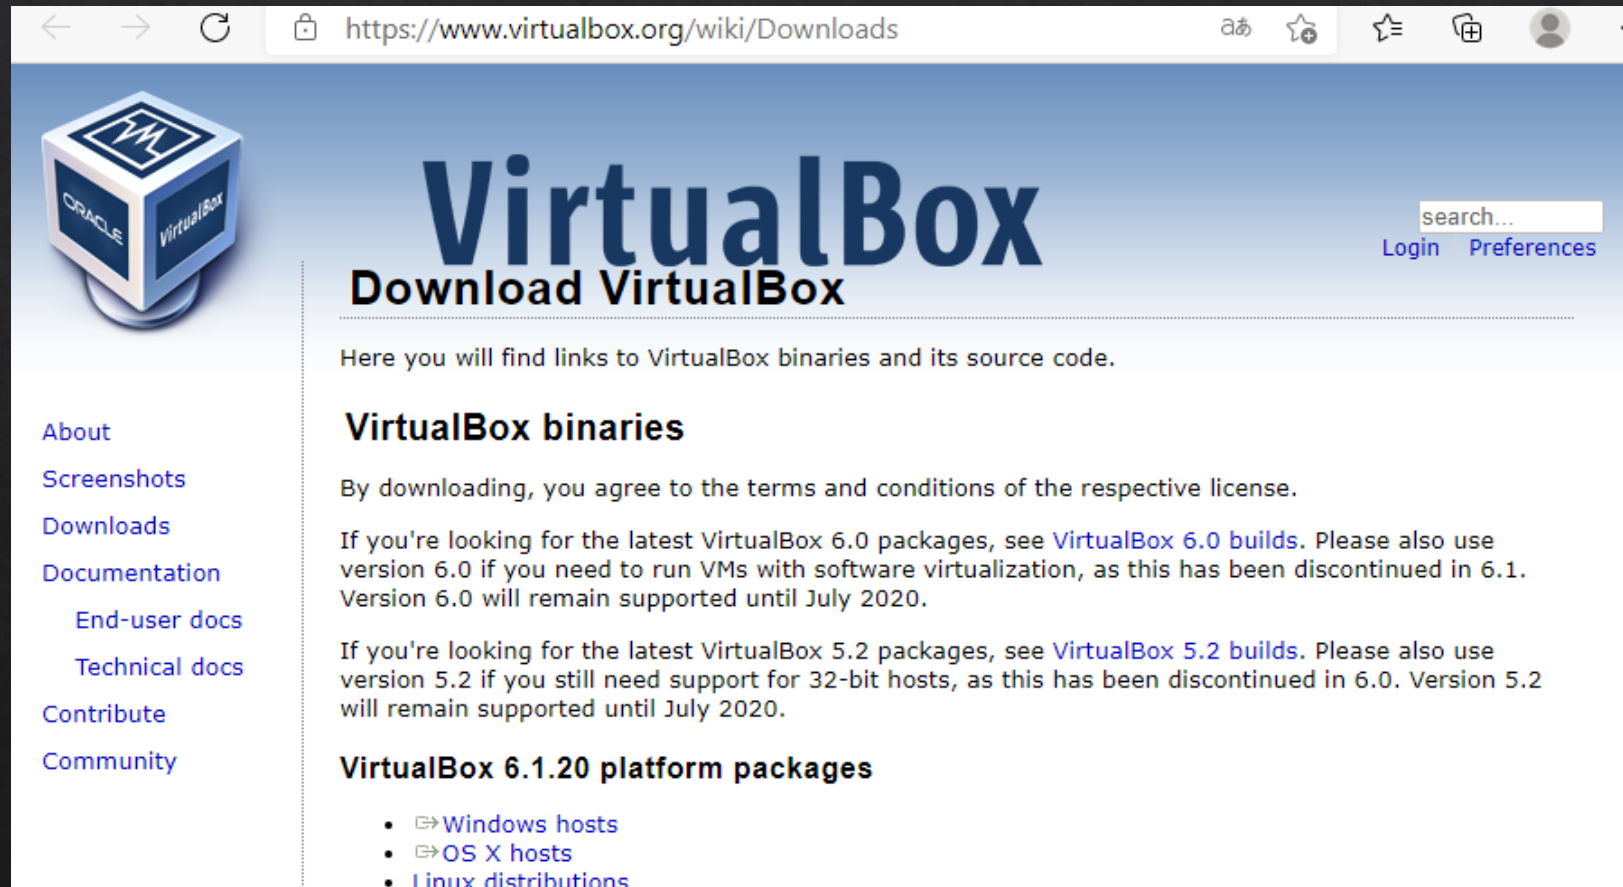 https://www.virtualbox.org/wiki/Downloads
aあ
ORACLE
VirtualBox
VirtualBox
search...
Login
Preferences
Download VirtualBox
Here you will find links to VirtualBox binaries and its source code.
About
Screenshots
Downloads
Documentation
End-user docs
Technical docs
Contribute
Community
VirtualBox binaries
By downloading, you agree to the terms and conditions of the respective license.
If you're looking for the latest VirtualBox 6.0 packages, see VirtualBox 6.0 builds. Please also use
version 6.0 if you need to run VMs with software virtualization, as this has been discontinued in 6.1.
Version 6.0 will remain supported until July 2020.
If you're looking for the latest VirtualBox 5.2 packages, see VirtualBox 5.2 builds. Please also use
version 5.2 if you still need support for 32-bit hosts, as this has been discontinued in 6.0. Version 5.2
will remain supported until July 2020.
VirtualBox 6.1.20 platform packages
Windows hosts
OS X hosts
Linux distributions